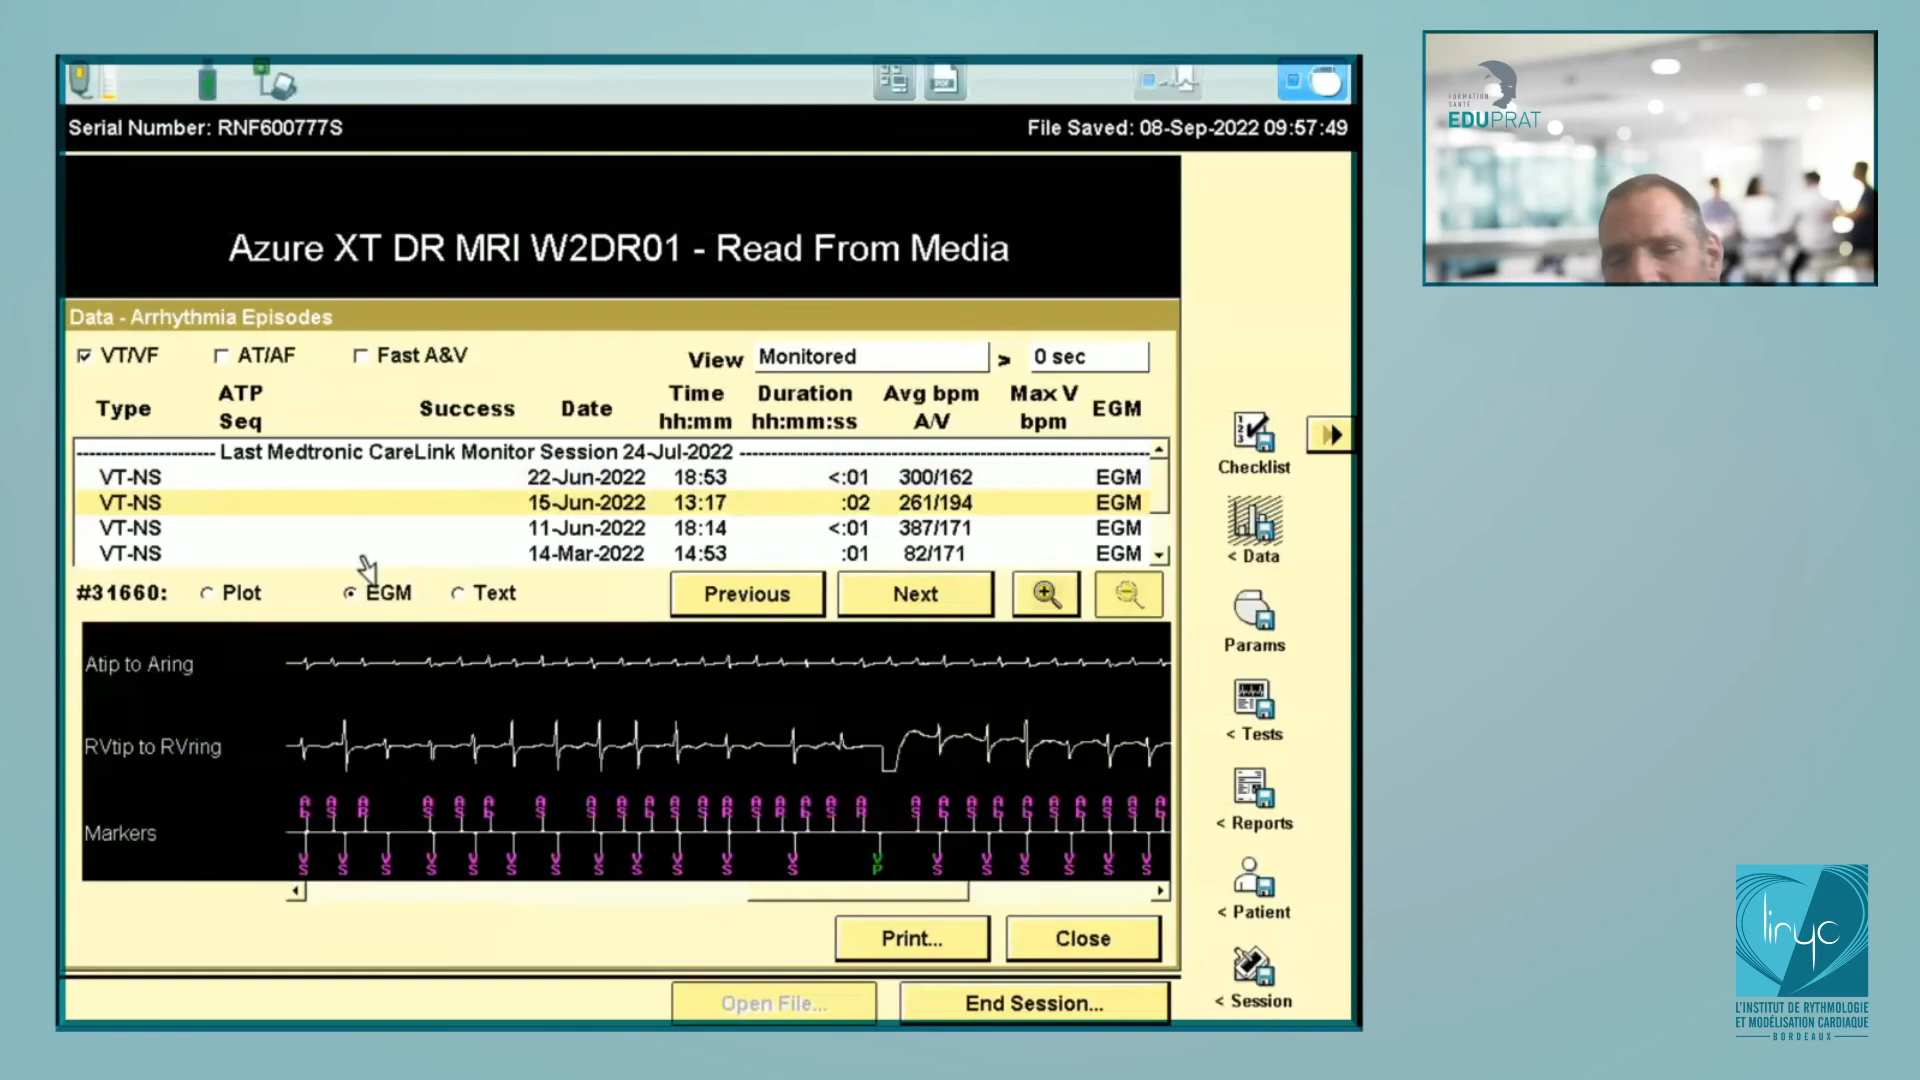 Serial Number: RNF600777S
File Saved: 08-Sep-2022 09:57:49
Azure XT DR MRI W2DR01 - Read From Media
Data - Arrhythmia Episodes
VT/VF AT/AF Fast A&V View Monitored > 0 sec
Type ATP Seq Success Date Time hh:mm Duration hh:mm:ss Avg bpm A/V Max V bpm EGM
Last Medtronic CareLink Monitor Session 24-Jul-2022
VT-NS 22-Jun-2022 18:53 <:01 300/162 EGM
VT-NS 15-Jun-2022 13:17 :02 261/194 EGM
VT-NS 11-Jun-2022 18:14 <:01 387/171 EGM
VT-NS 14-Mar-2022 14:53 :01 82/171 EGM
#31660: Plot EGM Text Previous Next
Atip to Aring
RVtip to RVring
Markers
Print... Close
Open File... End Session...
Checklist
< Data
Params
< Tests
< Reports
< Patient
< Session
FORMATION
SANTÉ
EDUPRAT
liryc
L'INSTITUT DE RYTHMOLOGIE
ET MODÉLISATION CARDIAQUE
BORDEAUX